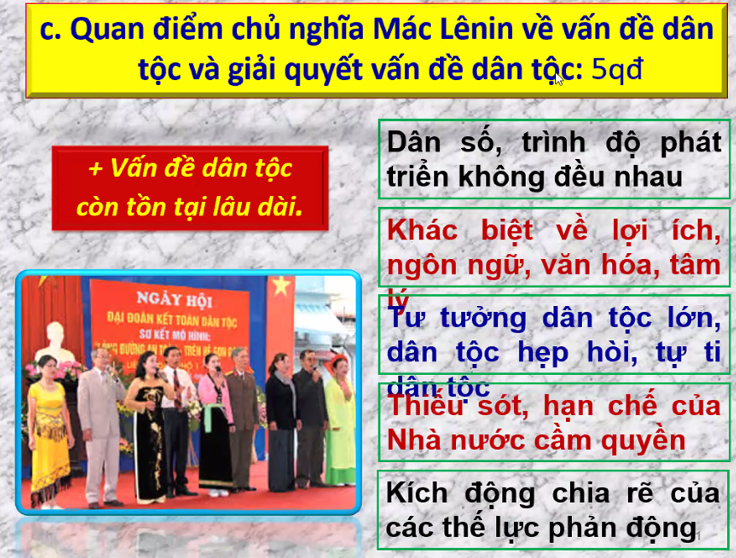 c. Quan điểm chủ nghĩa Mác Lênin về vấn đề dân
tộc và giải quyết vấn đề dân tộc: 5qđ
+ Vấn đề dân tộc
còn tồn tại lâu dài.
NGÀY HỘI
ĐẠI ĐOÀN KẾT TOÀN DÂN TỘC
SƠ KẾT MÔ HÌNH:
Dân số, trình độ phát
triển không đều nhau
Khác biệt về lợi ích,
ngôn ngữ, văn hóa, tâm
lý
Tư tưởng dân tộc lớn,
dân tộc hẹp hòi, tự ti
dân tộc
Thiếu sót, hạn chế của
Nhà nước cầm quyền
Kích động chia rẽ của
các thế lực phản động